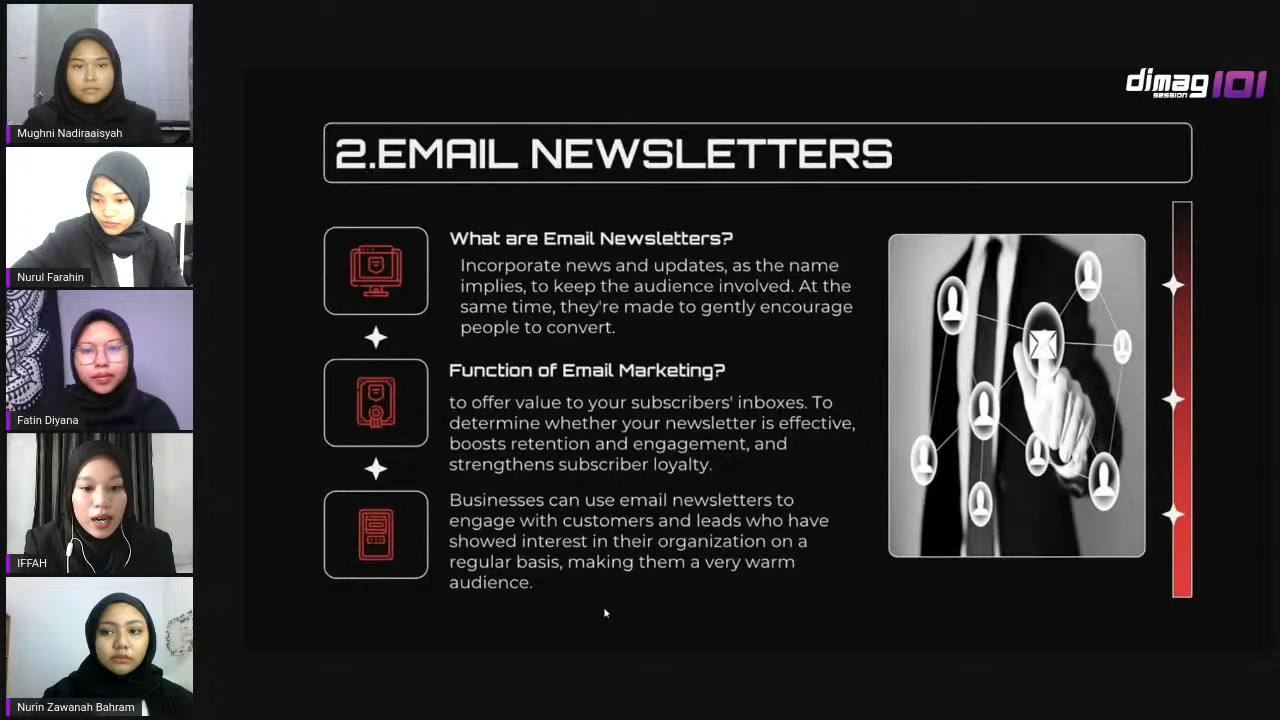 Mughni Nadiraaisyah
Nurul Farahin
Fatin Diyana
IFFAH
Nurin Zawanah Bahram
dimag 101
session
2.EMAIL NEWSLETTERS
What are Email Newsletters?
Incorporate news and updates, as the name
implies, to keep the audience involved. At the
same time, they're made to gently encourage
people to convert.
Function of Email Marketing?
to offer value to your subscribers' inboxes. To
determine whether your newsletter is effective,
boosts retention and engagement, and
strengthens subscriber loyalty.
Businesses can use email newsletters to
engage with customers and leads who have
showed interest in their organization on a
regular basis, making them a very warm
audience.